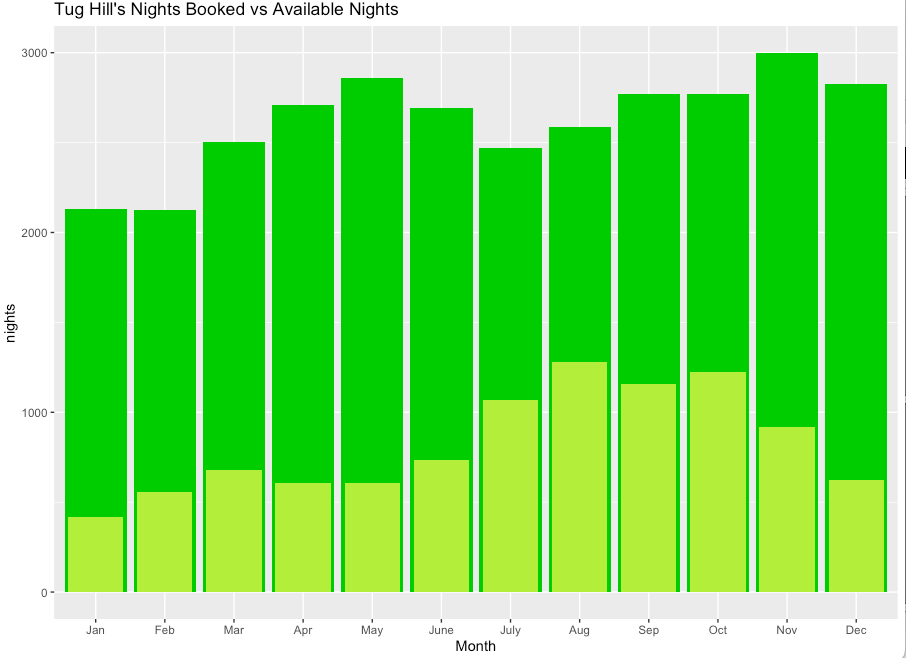 Tug Hill's Nights Booked vs Available Nights
nights
3000
2000
1000
0
Jan Feb Mar Apr May June July Aug Sep Oct Nov Dec
Month